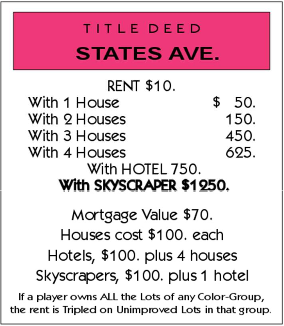 TITLE DEED
STATES AVE.
RENT $10.
With 1 House $ 50.
With 2 Houses 150.
With 3 Houses 450.
With 4 Houses 625.
With HOTEL 750.
With SKYSCRAPER $1250.
Mortgage Value $70.
Houses cost $100. each
Hotels, $100. plus 4 houses
Skyscrapers, $100. plus 1 hotel
If a player owns ALL the Lots of any Color-Group,
the rent is Tripled on Unimproved Lots in that group.